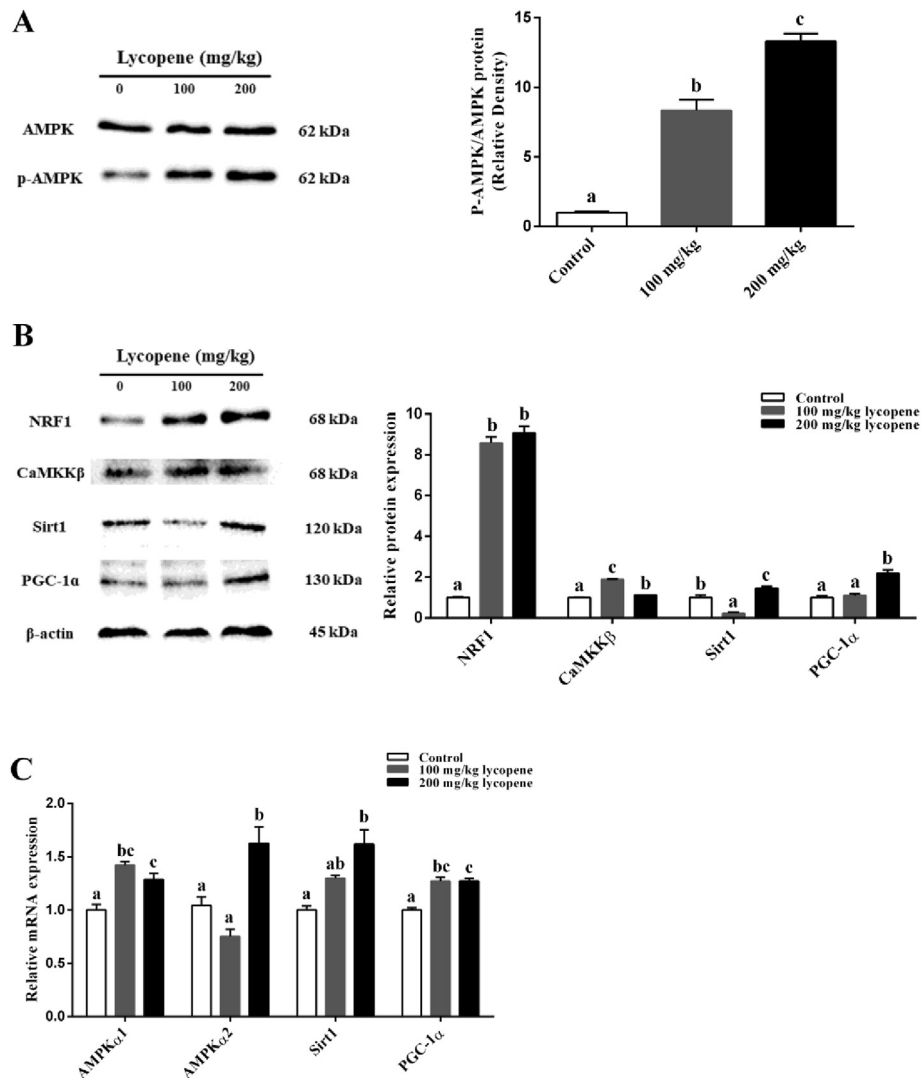 A
Lycopene (mg/kg)
0 100 200
AMPK 62 kDa
p-AMPK 62 kDa
P-AMPK/AMPK protein
(Relative Density)
15
10
5
0
a
b
c
Control
100 mg/kg
200 mg/kg
B
Lycopene (mg/kg)
0 100 200
NRF1 68 kDa
CaMKKβ 68 kDa
Sirt1 120 kDa
PGC-1α 130 kDa
β-actin 45 kDa
Control
100 mg/kg lycopene
200 mg/kg lycopene
Relative protein expression
10
8
6
4
2
0
a b b
a c b
b a c
a a b
NRF1
CaMKKβ
Sirt1
PGC-1α
C
Control
100 mg/kg lycopene
200 mg/kg lycopene
Relative mRNA expression
2.0
1.5
1.0
0.5
0.0
a bc c
a a b
a ab b
a bc c
AMPKα1
AMPKα2
Sirt1
PGC-1α